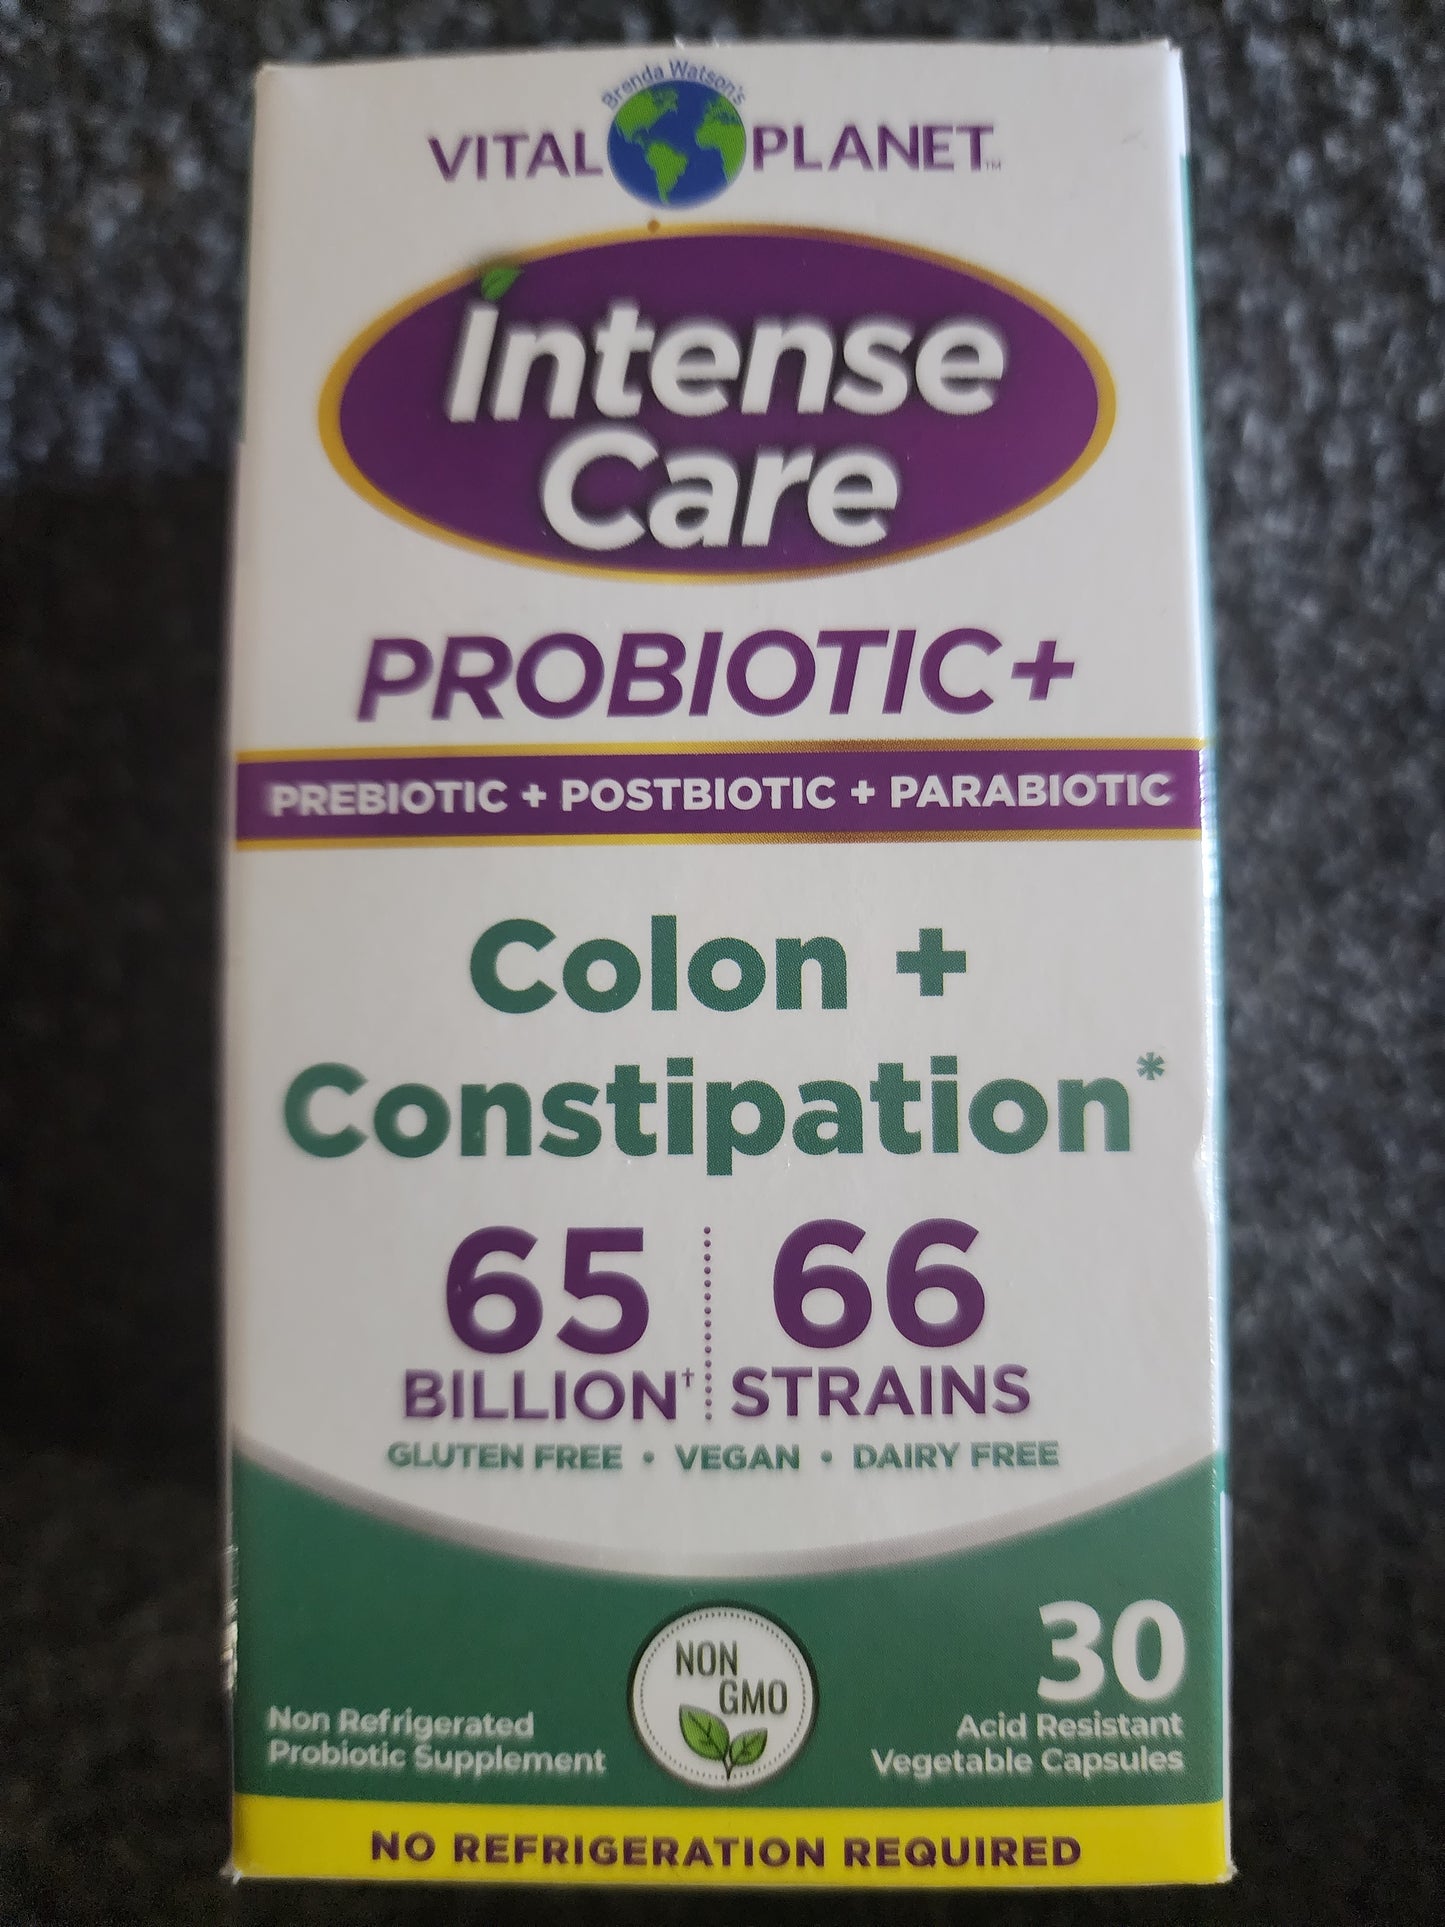 Brenda Watson's
VITAL PLANET™
Intense
Care
PROBIOTIC+
PREBIOTIC + POSTBIOTIC + PARABIOTIC
Colon +
Constipation*
65 66
BILLION† STRAINS
GLUTEN FREE • VEGAN • DAIRY FREE
NON
GMO
30
Non Refrigerated
Probiotic Supplement
Acid Resistant
Vegetable Capsules
NO REFRIGERATION REQUIRED